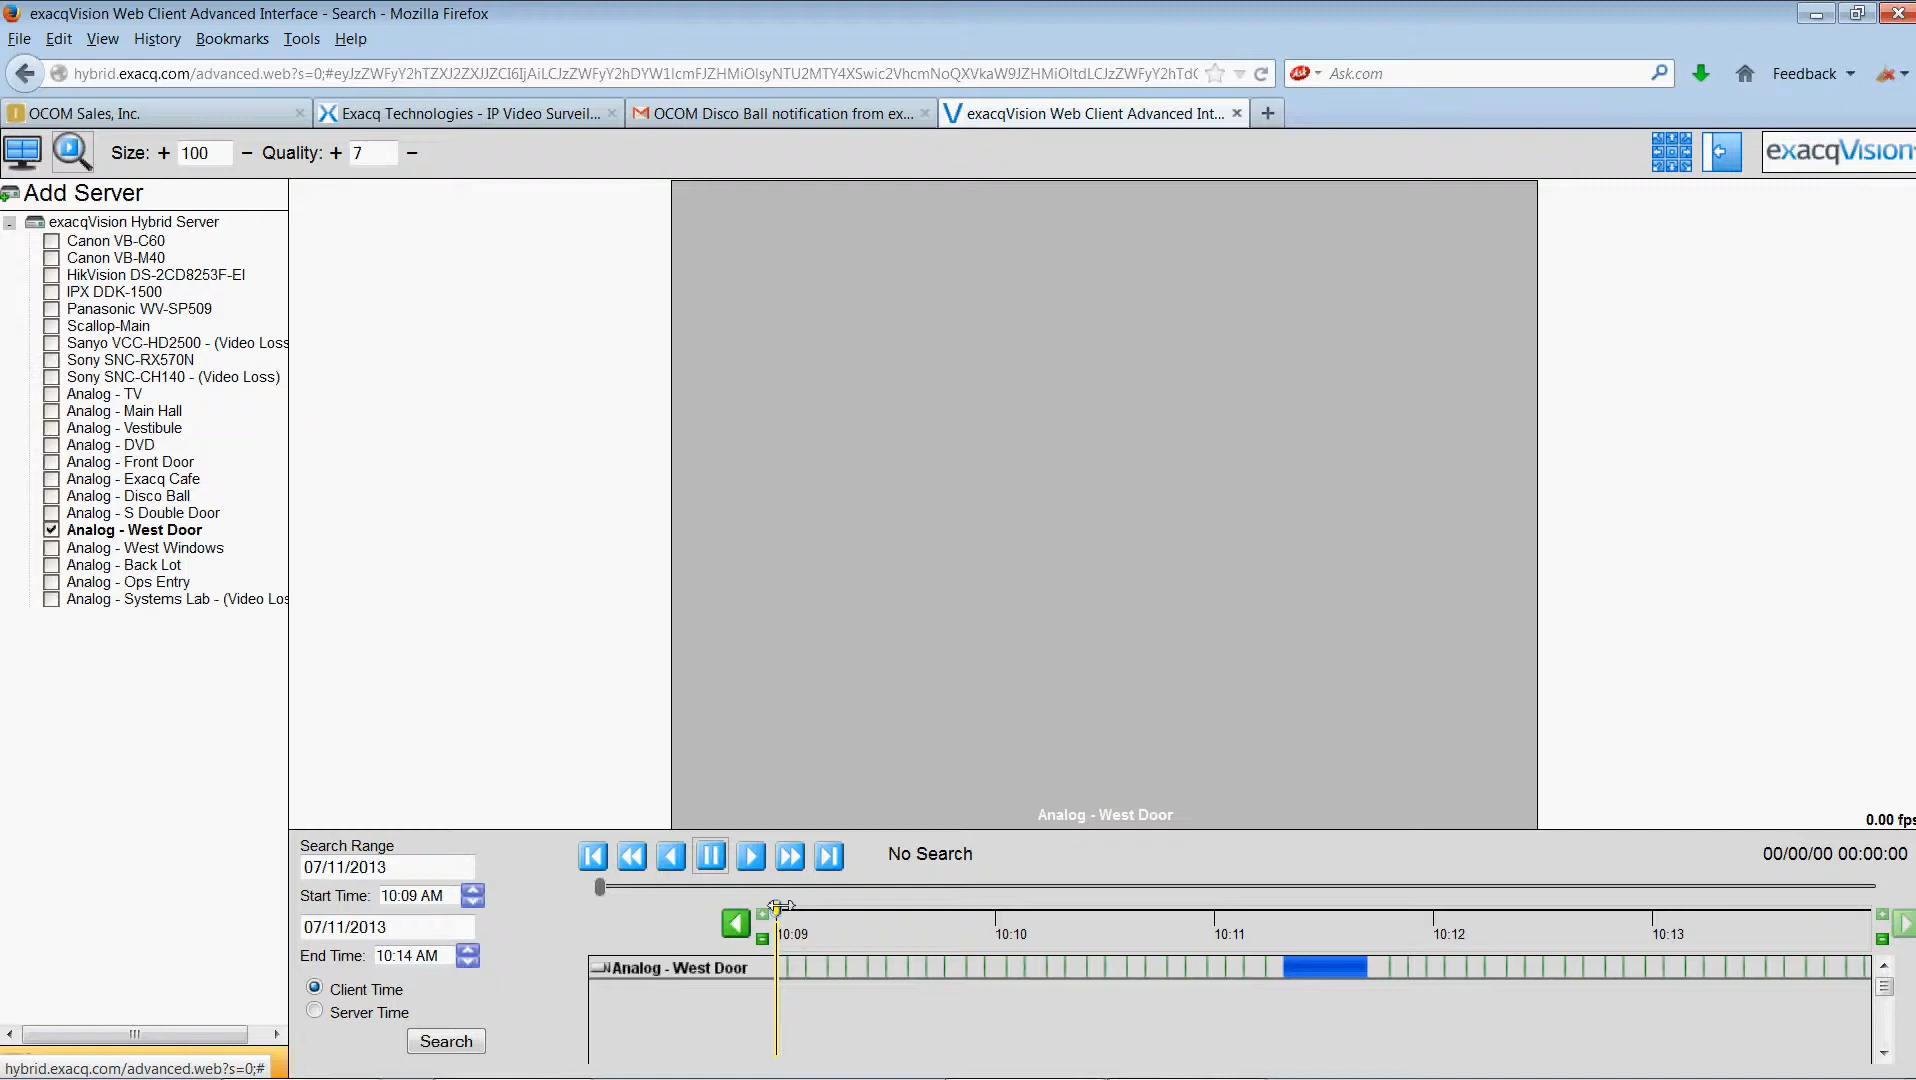 exacqVision Web Client Advanced Interface - Search - Mozilla Firefox
File Edit View History Bookmarks Tools Help
Feedback
Ask.com
OCOM Sales, Inc.
Exacq Technologies - IP Video Surveil...
OCOM Disco Ball notification from ex...
exacqVision Web Client Advanced Int...
Size: + 100 - Quality: + 7 -
exacqVision
Add Server
exacqVision Hybrid Server
Canon VB-C60
Canon VB-M40
HikVision DS-2CD8253F-EI
IPX DDK-1500
Panasonic WV-SP509
Scallop-Main
Sanyo VCC-HD2500 - (Video Loss
Sony SNC-RX570N
Sony SNC-CH140 - (Video Loss)
Analog - TV
Analog - Main Hall
Analog - Vestibule
Analog - DVD
Analog - Front Door
Analog - Exacq Cafe
Analog - Disco Ball
Analog - S Double Door
Analog - West Door
Analog - West Windows
Analog - Back Lot
Analog - Ops Entry
Analog - Systems Lab - (Video Los
Analog - West Door
0.00 fps
Search Range
07/11/2013
Start Time: 10:09 AM
07/11/2013
End Time: 10:14 AM
Client Time
Server Time
Search
No Search
00/00/00 00:00:00
10:09 10:10 10:11 10:12 10:13
Analog - West Door
hybrid.exacq.com/advanced.web?s=0;#